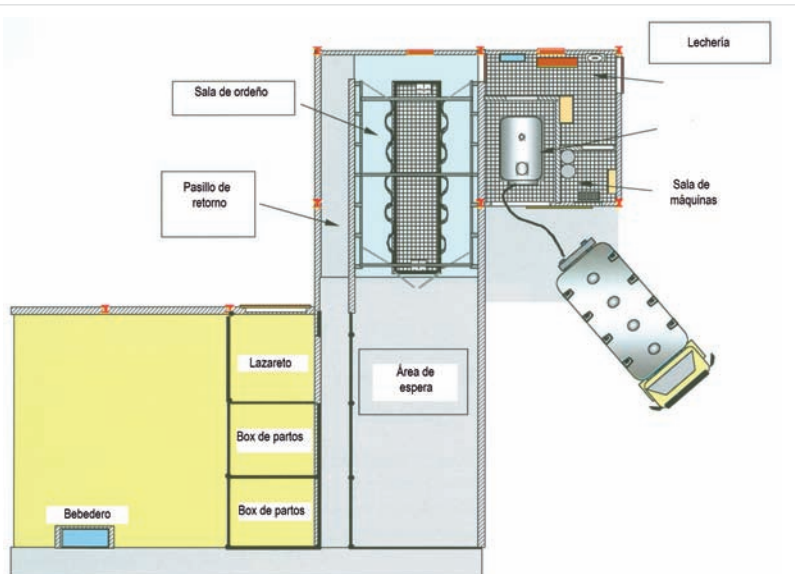 Lechería
Sala de ordeño
Pasillo de
retorno
Sala de
máquinas
Lazareto
Área de
espera
Box de partos
Box de partos
Bebedero